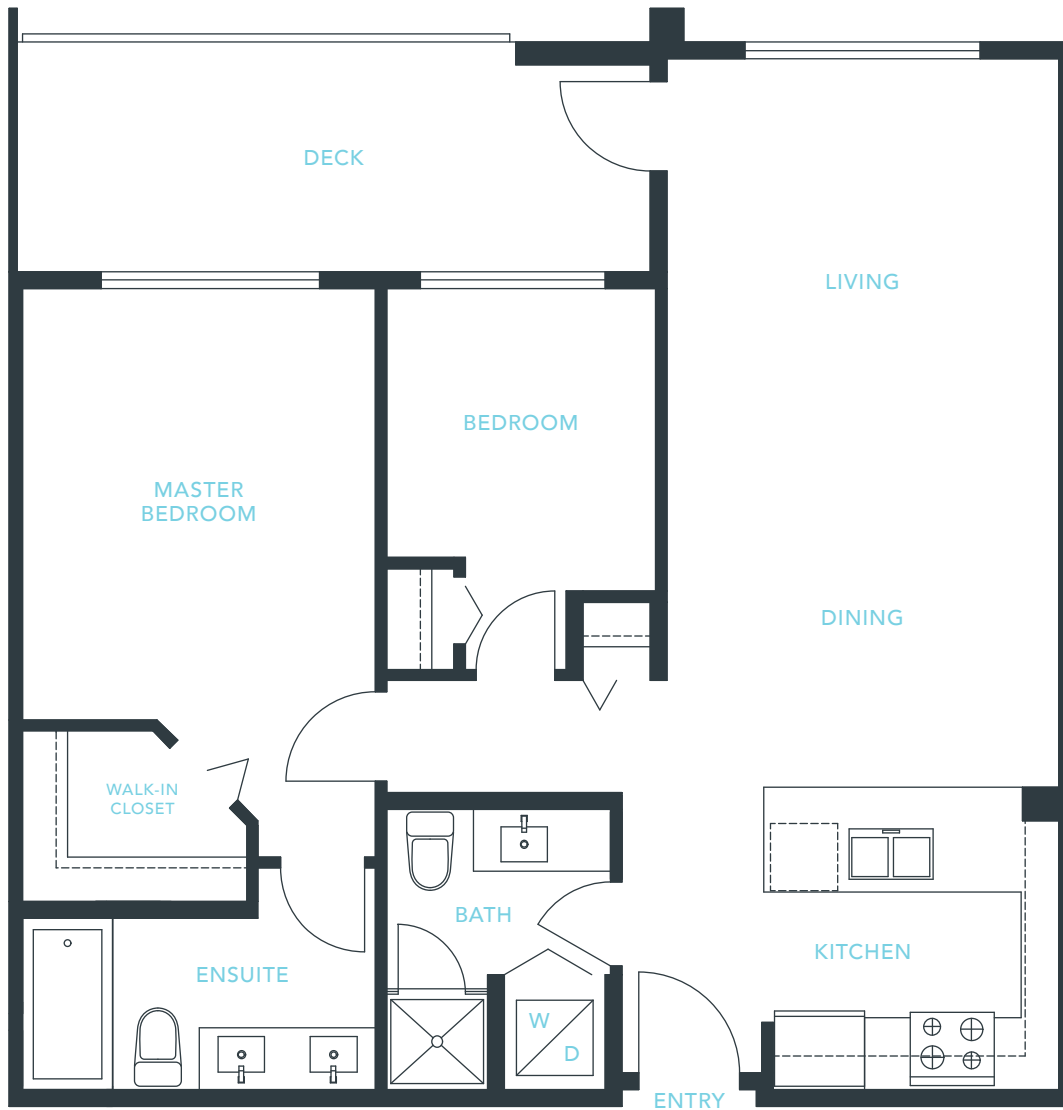 DECK
LIVING
BEDROOM
MASTER
BEDROOM
DINING
WALK-IN
CLOSET
BATH
KITCHEN
ENSUITE
W
D
ENTRY